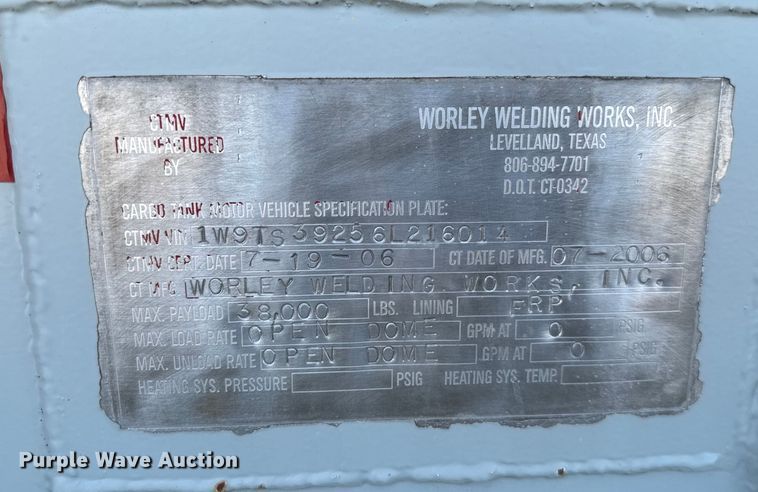 CTMV
MANUFACTURED
BY
WORLEY WELDING WORKS, INC.
LEVELLAND, TEXAS
806-894-7701
D.O.T. CT-0342
CARGO TANK MOTOR VEHICLE SPECIFICATION PLATE:
CTMV VIN 1W9TS39256L216014
CTMV CERT. DATE 7-19-06 CT DATE OF MFG. 07-2006
CT MFG. WORLEY WELDING WORKS, INC.
MAX. PAYLOAD 38,000 LBS. LINING FRP
MAX. LOAD RATE OPEN DOME GPM AT 0 PSIG
MAX. UNLOAD RATE OPEN DOME GPM AT 0 PSIG
HEATING SYS. PRESSURE PSIG HEATING SYS. TEMP.
Purple Wave Auction